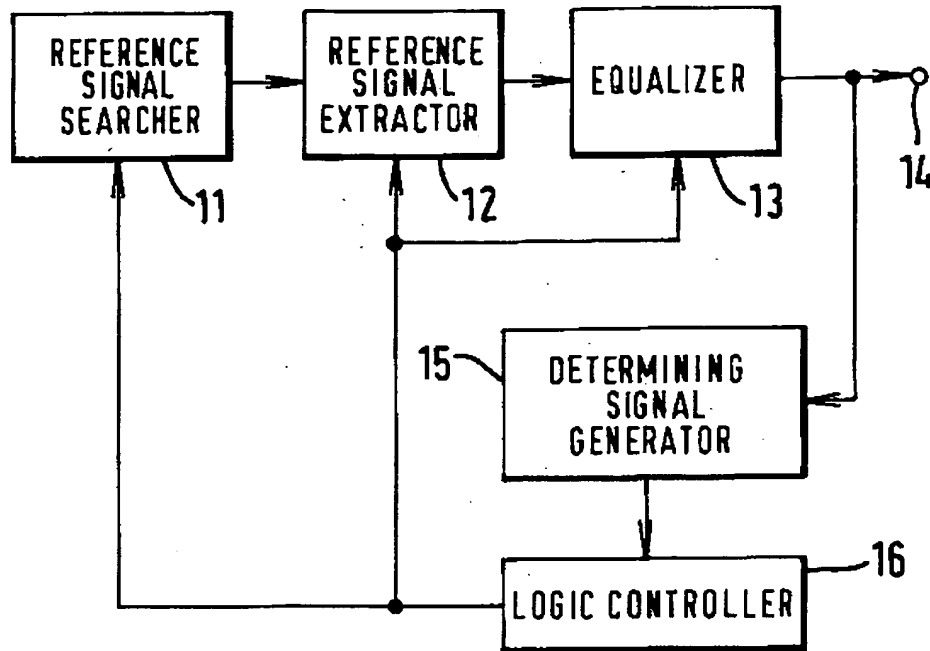 REFERENCE
SIGNAL
SEARCHER
11
REFERENCE
SIGNAL
EXTRACTOR
12
EQUALIZER
13
14
15
DETERMINING
SIGNAL
GENERATOR
16
LOGIC CONTROLLER